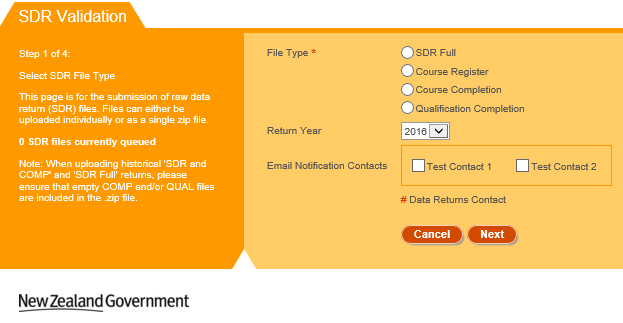 SDR Validation
Step 1 of 4:
Select SDR File Type
This page is for the submission of raw data
return (SDR) files. Files can either be
uploaded individually or as a single zip file.
0 SDR files currently queued
Note: When uploading historical 'SDR and
COMP' and 'SDR Full' returns, please
ensure that empty COMP and/or QUAL files
are included in the .zip file.
File Type *
SDR Full
Course Register
Course Completion
Qualification Completion
Return Year
2016
Email Notification Contacts
Test Contact 1
Test Contact 2
# Data Returns Contact
Cancel
Next
New Zealand Government